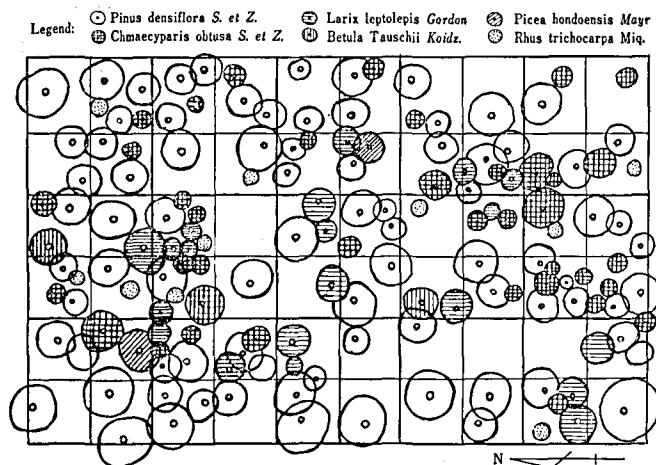 Legend: Pinus densiflora S. et Z. Larix leptolepis Gordon Picea hondoensis Mayr
Chmaecyparis obtusa S. et Z. Betula Tauschii Koidz. Rhus trichocarpa Miq.
N